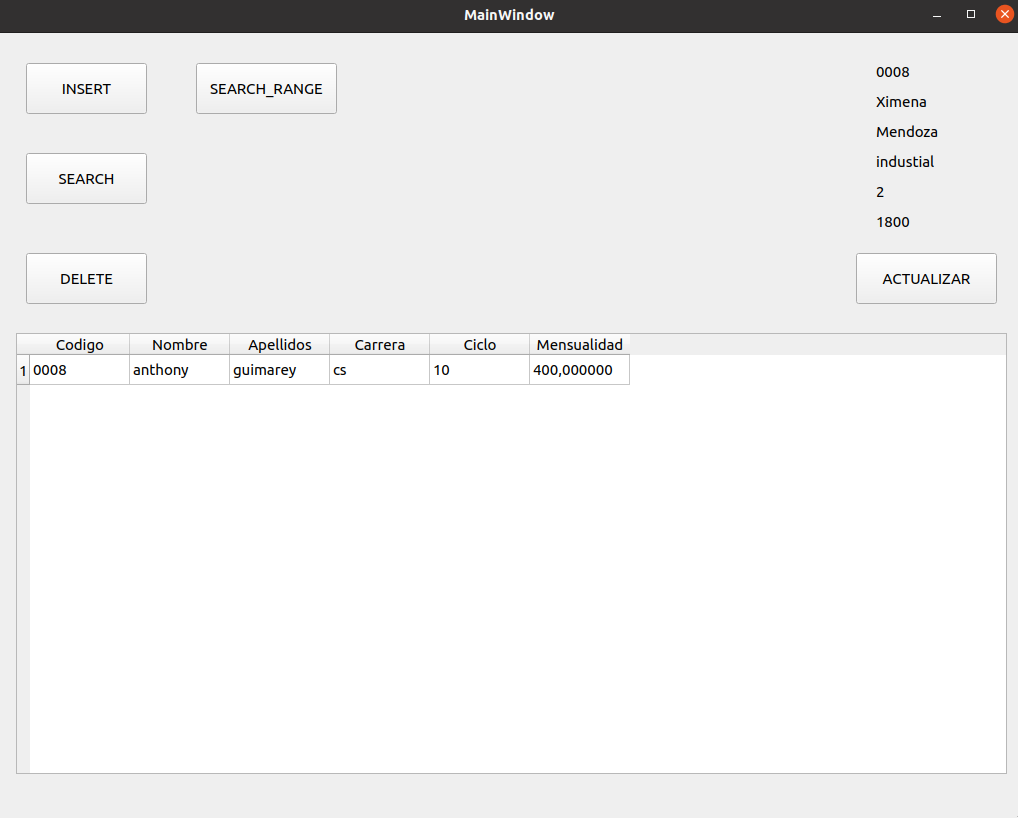 MainWindow
INSERT
SEARCH_RANGE
0008
Ximena
Mendoza
SEARCH
industial
2
1800
DELETE
ACTUALIZAR
Codigo Nombre Apellidos Carrera Ciclo Mensualidad
1 0008 anthony guimarey cs 10 400,000000